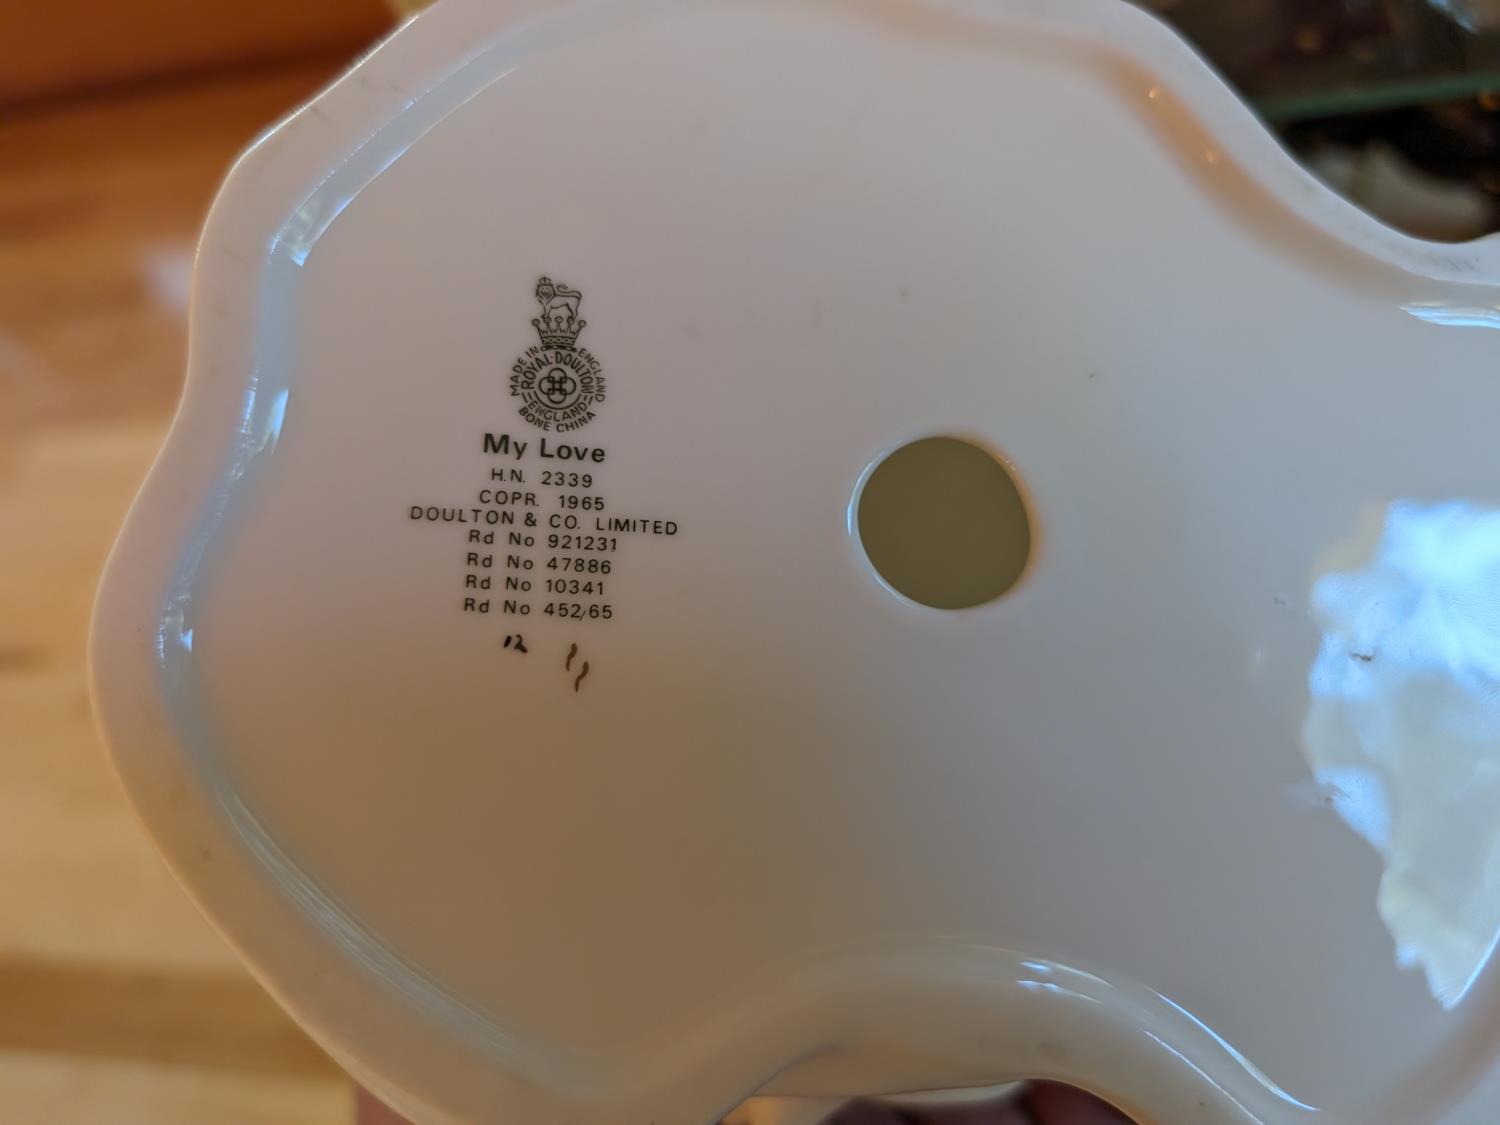 MADE IN ENGLAND
ROYAL·DOULTON
ENGLAND
BONE CHINA
My Love
H.N. 2339
COPR. 1965
DOULTON & CO. LIMITED
Rd No 921231
Rd No 47886
Rd No 10341
Rd No 452/65
12